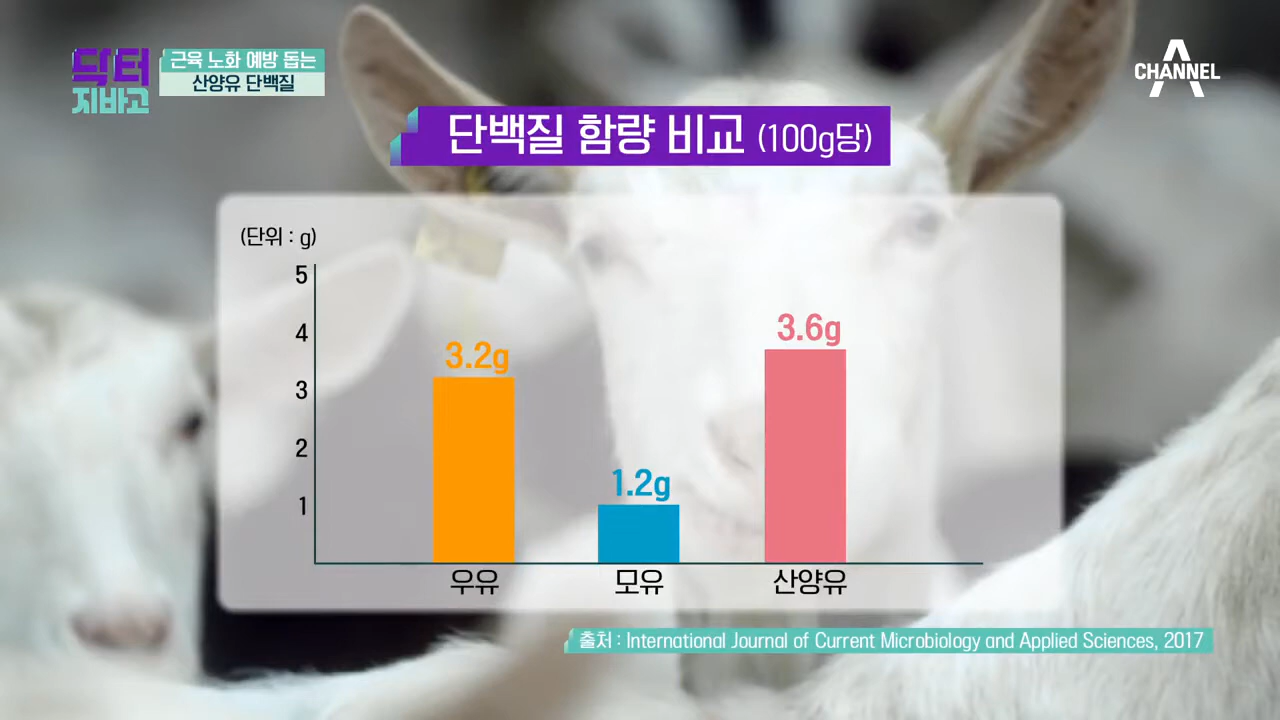 닥터
지바고
근육 노화 예방 돕는
산양유 단백질
CHANNEL A
단백질 함량 비교 (100g당)
(단위 : g)
5
4
3
2
1
3.2g
1.2g
3.6g
우유
모유
산양유
출처 : International Journal of Current Microbiology and Applied Sciences, 2017